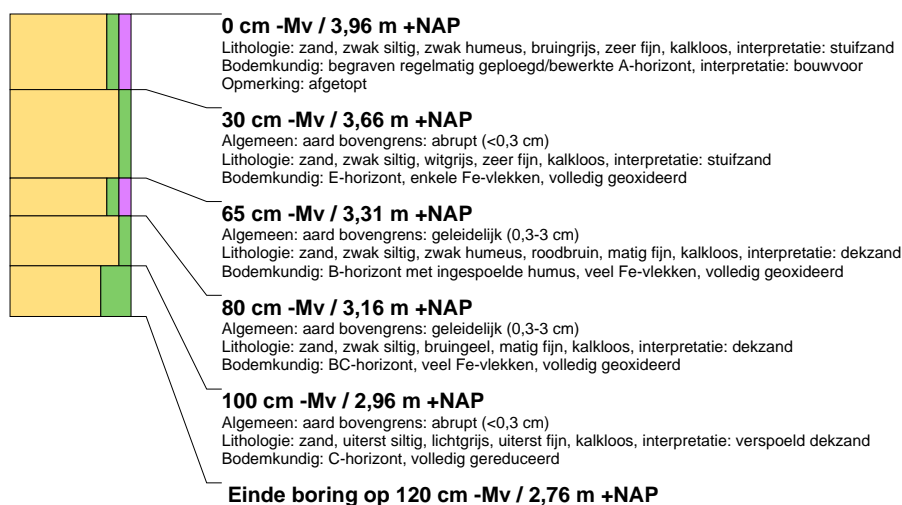 0 cm -Mv / 3,96 m +NAP
Lithologie: zand, zwak siltig, zwak humeus, bruingrijs, zeer fijn, kalkloos, interpretatie: stuifzand
Bodemkundig: begraven regelmatig geploegd/bewerkte A-horizont, interpretatie: bouwvoor
Opmerking: afgetopt
30 cm -Mv / 3,66 m +NAP
Algemeen: aard bovengrens: abrupt (<0,3 cm)
Lithologie: zand, zwak siltig, witgrijs, zeer fijn, kalkloos, interpretatie: stuifzand
Bodemkundig: E-horizont, enkele Fe-vlekken, volledig geoxideerd
65 cm -Mv / 3,31 m +NAP
Algemeen: aard bovengrens: geleidelijk (0,3-3 cm)
Lithologie: zand, zwak siltig, zwak humeus, roodbruin, matig fijn, kalkloos, interpretatie: dekzand
Bodemkundig: B-horizont met ingespoelde humus, veel Fe-vlekken, volledig geoxideerd
80 cm -Mv / 3,16 m +NAP
Algemeen: aard bovengrens: geleidelijk (0,3-3 cm)
Lithologie: zand, zwak siltig, bruingeel, matig fijn, kalkloos, interpretatie: dekzand
Bodemkundig: BC-horizont, veel Fe-vlekken, volledig geoxideerd
100 cm -Mv / 2,96 m +NAP
Algemeen: aard bovengrens: abrupt (<0,3 cm)
Lithologie: zand, uiterst siltig, lichtgrijs, uiterst fijn, kalkloos, interpretatie: verspoeld dekzand
Bodemkundig: C-horizont, volledig gereduceerd
Einde boring op 120 cm -Mv / 2,76 m +NAP